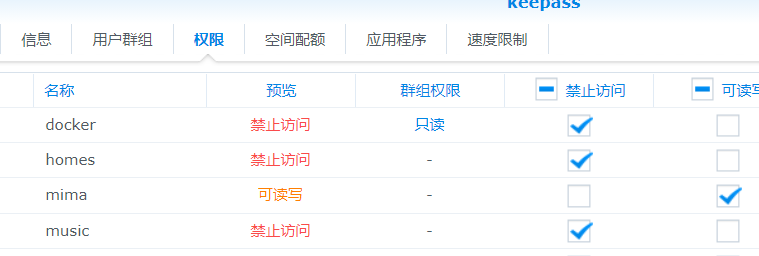 keepass
信息 用户群组 权限 空间配额 应用程序 速度限制
名称 预览 群组权限 禁止访问 可读写
docker 禁止访问 只读
homes 禁止访问 -
mima 可读写 -
music 禁止访问 -